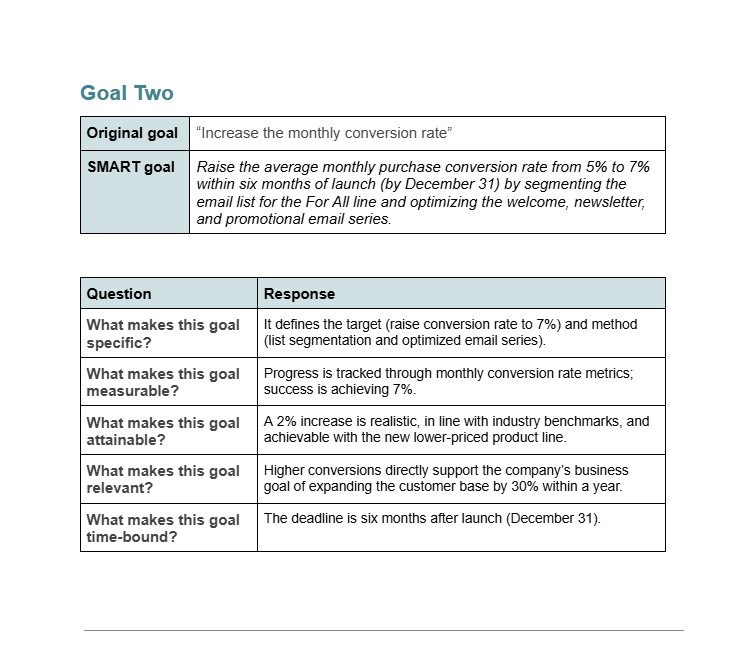 Goal Two
Original goal
“Increase the monthly conversion rate”
SMART goal
Raise the average monthly purchase conversion rate from 5% to 7%
within six months of launch (by December 31) by segmenting the
email list for the For All line and optimizing the welcome, newsletter,
and promotional email series.
Question
Response
What makes this goal
specific?
It defines the target (raise conversion rate to 7%) and method
(list segmentation and optimized email series).
What makes this goal
measurable?
Progress is tracked through monthly conversion rate metrics;
success is achieving 7%.
What makes this goal
attainable?
A 2% increase is realistic, in line with industry benchmarks, and
achievable with the new lower-priced product line.
What makes this goal
relevant?
Higher conversions directly support the company’s business
goal of expanding the customer base by 30% within a year.
What makes this goal
time-bound?
The deadline is six months after launch (December 31).